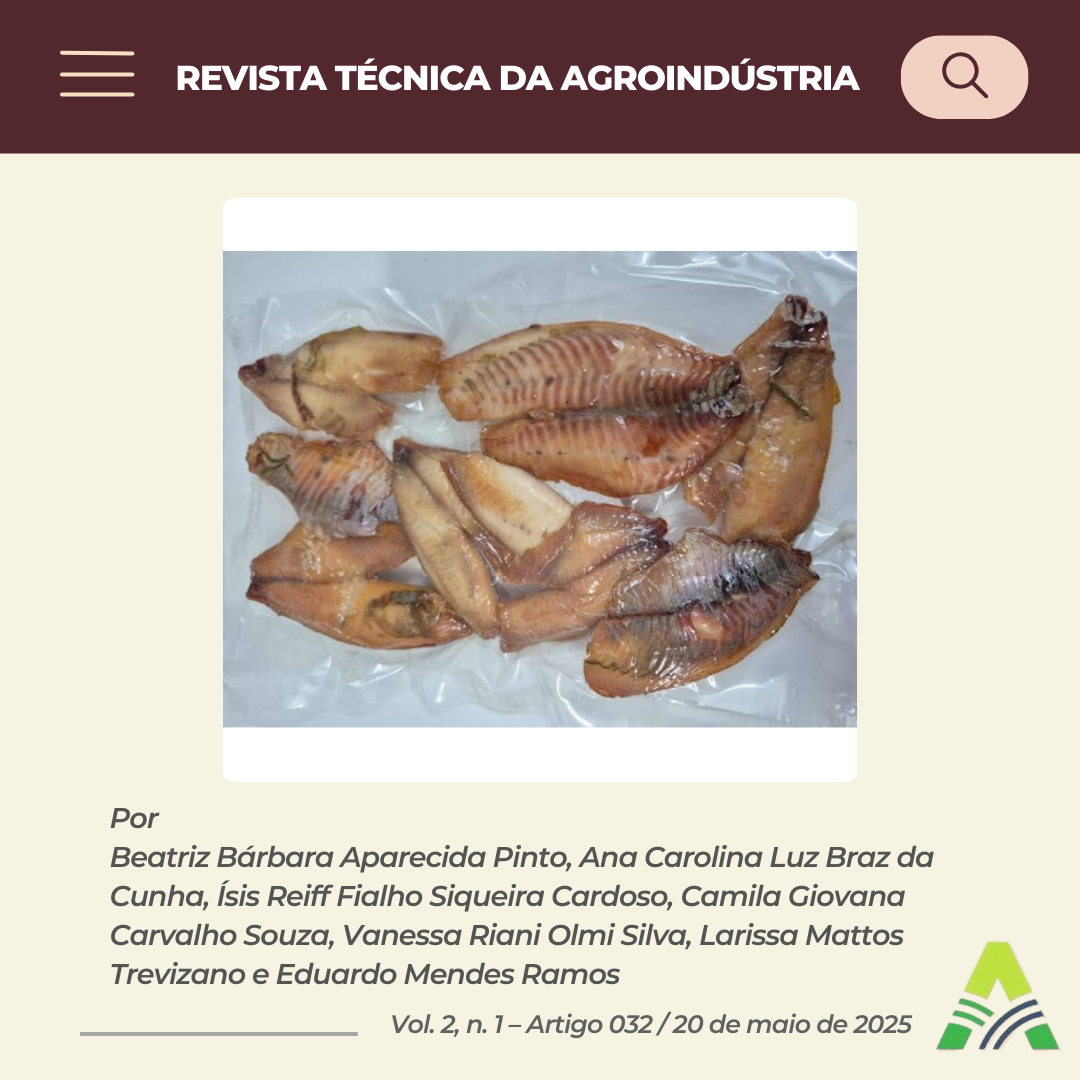 REVISTA TÉCNICA DA AGROINDÚSTRIA
Por
Beatriz Bárbara Aparecida Pinto, Ana Carolina Luz Braz da
Cunha, Ísis Reiff Fialho Siqueira Cardoso, Camila Giovana
Carvalho Souza, Vanessa Riani Olmi Silva, Larissa Mattos
Trevizano e Eduardo Mendes Ramos
Vol. 2, n. 1 – Artigo 032 / 20 de maio de 2025